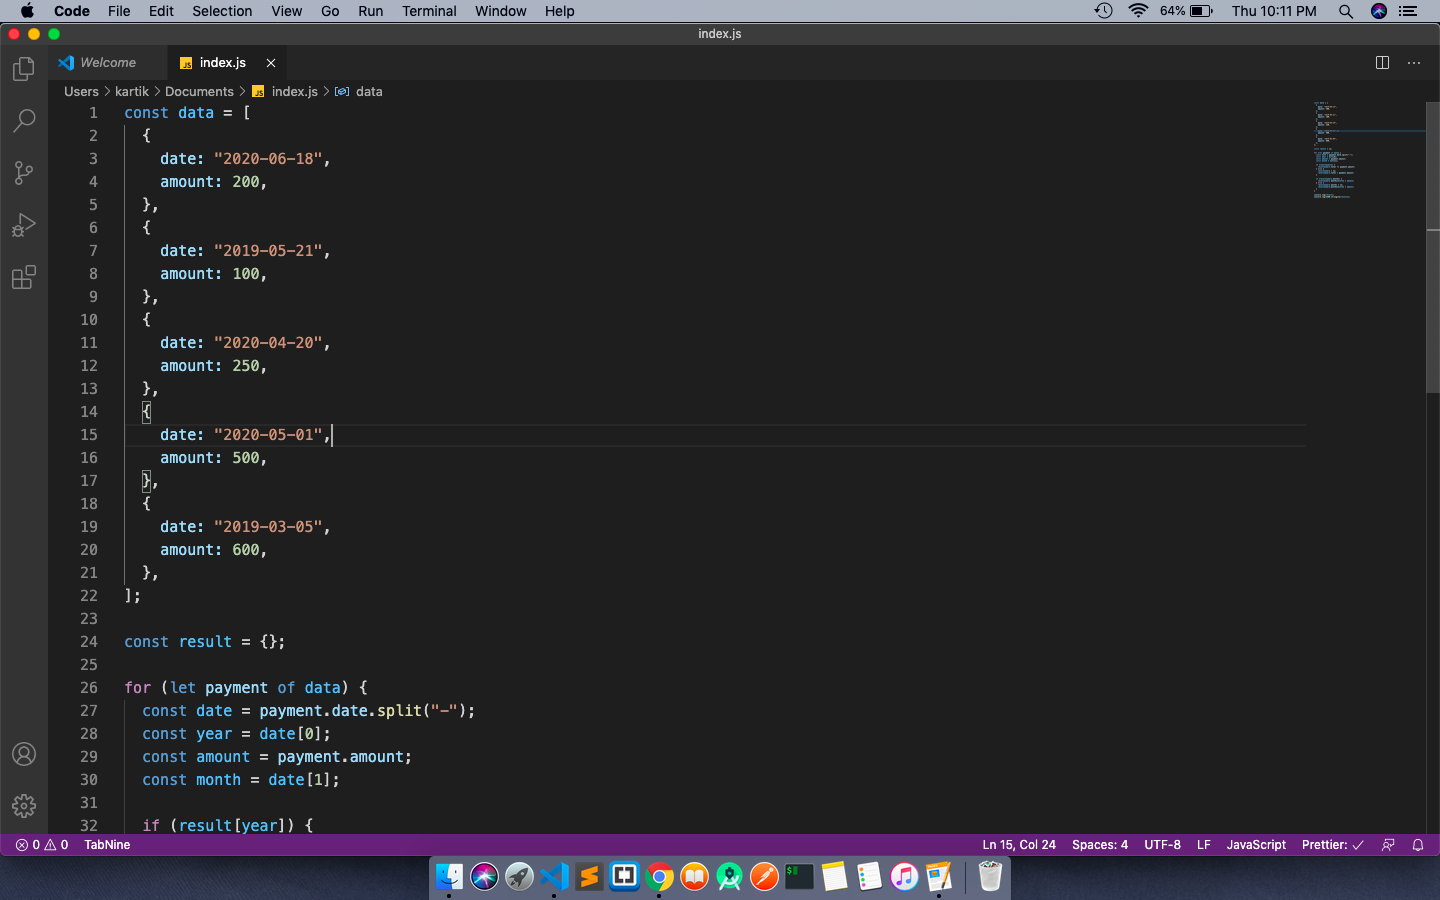 Code File Edit Selection View Go Run Terminal Window Help 64% Thu 10:11 PM
index.js
Welcome JS index.js
Users > kartik > Documents > JS index.js > data
1 const data = [
2 {
3 date: "2020-06-18",
4 amount: 200,
5 },
6 {
7 date: "2019-05-21",
8 amount: 100,
9 },
10 {
11 date: "2020-04-20",
12 amount: 250,
13 },
14 {
15 date: "2020-05-01",
16 amount: 500,
17 },
18 {
19 date: "2019-03-05",
20 amount: 600,
21 },
22 ];
23
24 const result = {};
25
26 for (let payment of data) {
27 const date = payment.date.split("-");
28 const year = date[0];
29 const amount = payment.amount;
30 const month = date[1];
31
32 if (result[year]) {
0 0 TabNine Ln 15, Col 24 Spaces: 4 UTF-8 LF JavaScript Prettier: ✓